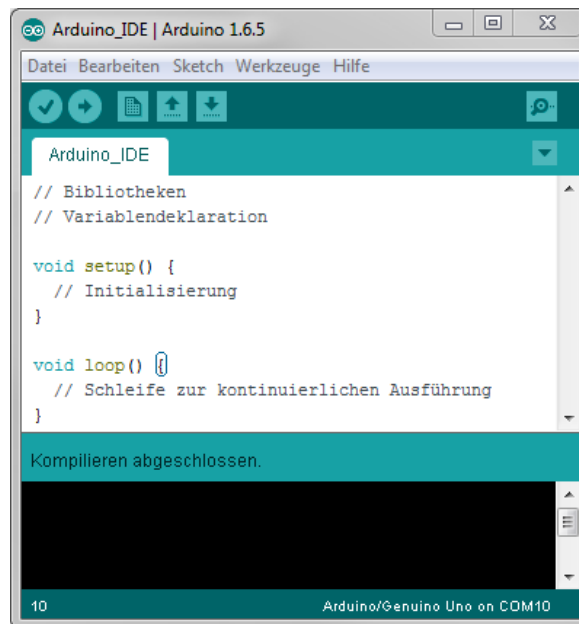 Arduino_IDE | Arduino 1.6.5
Datei Bearbeiten Sketch Werkzeuge Hilfe
Arduino_IDE
// Bibliotheken
// Variablendeklaration
void setup() {
// Initialisierung
}
void loop() {
// Schleife zur kontinuierlichen Ausführung
}
Kompilieren abgeschlossen.
10 Arduino/Genuino Uno on COM10